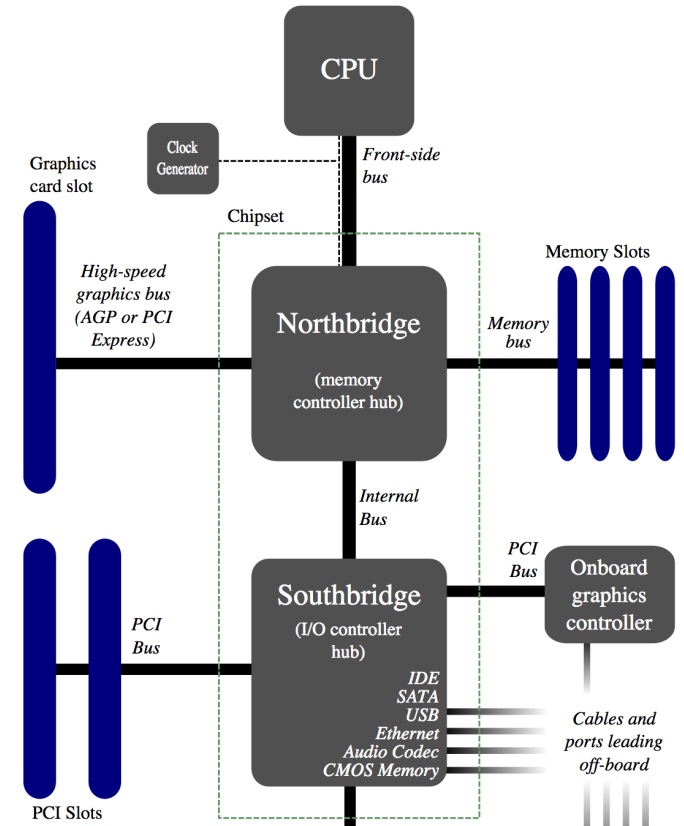 CPU
Clock
Generator
Front-side
bus
Graphics
card slot
Chipset
High-speed
graphics bus
(AGP or PCI
Express)
Northbridge
(memory
controller hub)
Memory
bus
Memory Slots
Internal
Bus
Southbridge
(I/O controller
hub)
PCI
Bus
Onboard
graphics
controller
PCI
Bus
IDE
SATA
USB
Ethernet
Audio Codec
CMOS Memory
Cables and
ports leading
off-board
PCI Slots